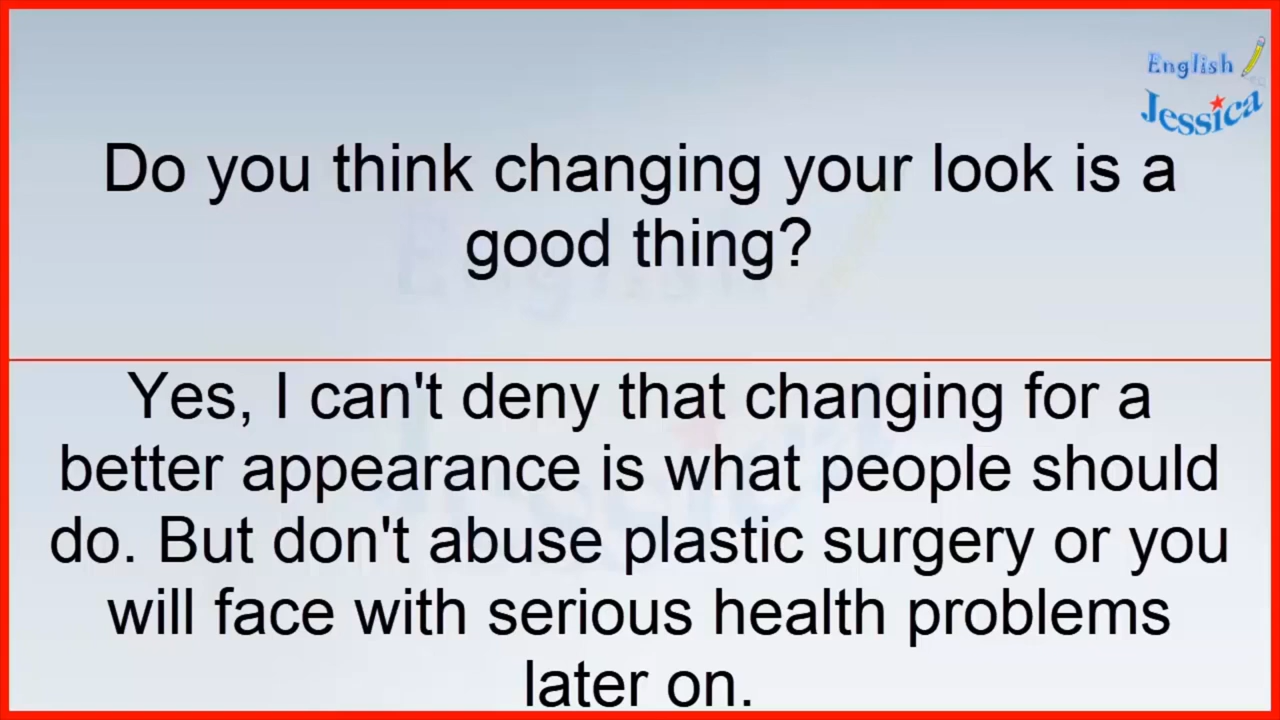 English
Jessica
Do you think changing your look is a
good thing?
Yes, I can't deny that changing for a
better appearance is what people should
do. But don't abuse plastic surgery or you
will face with serious health problems
later on.